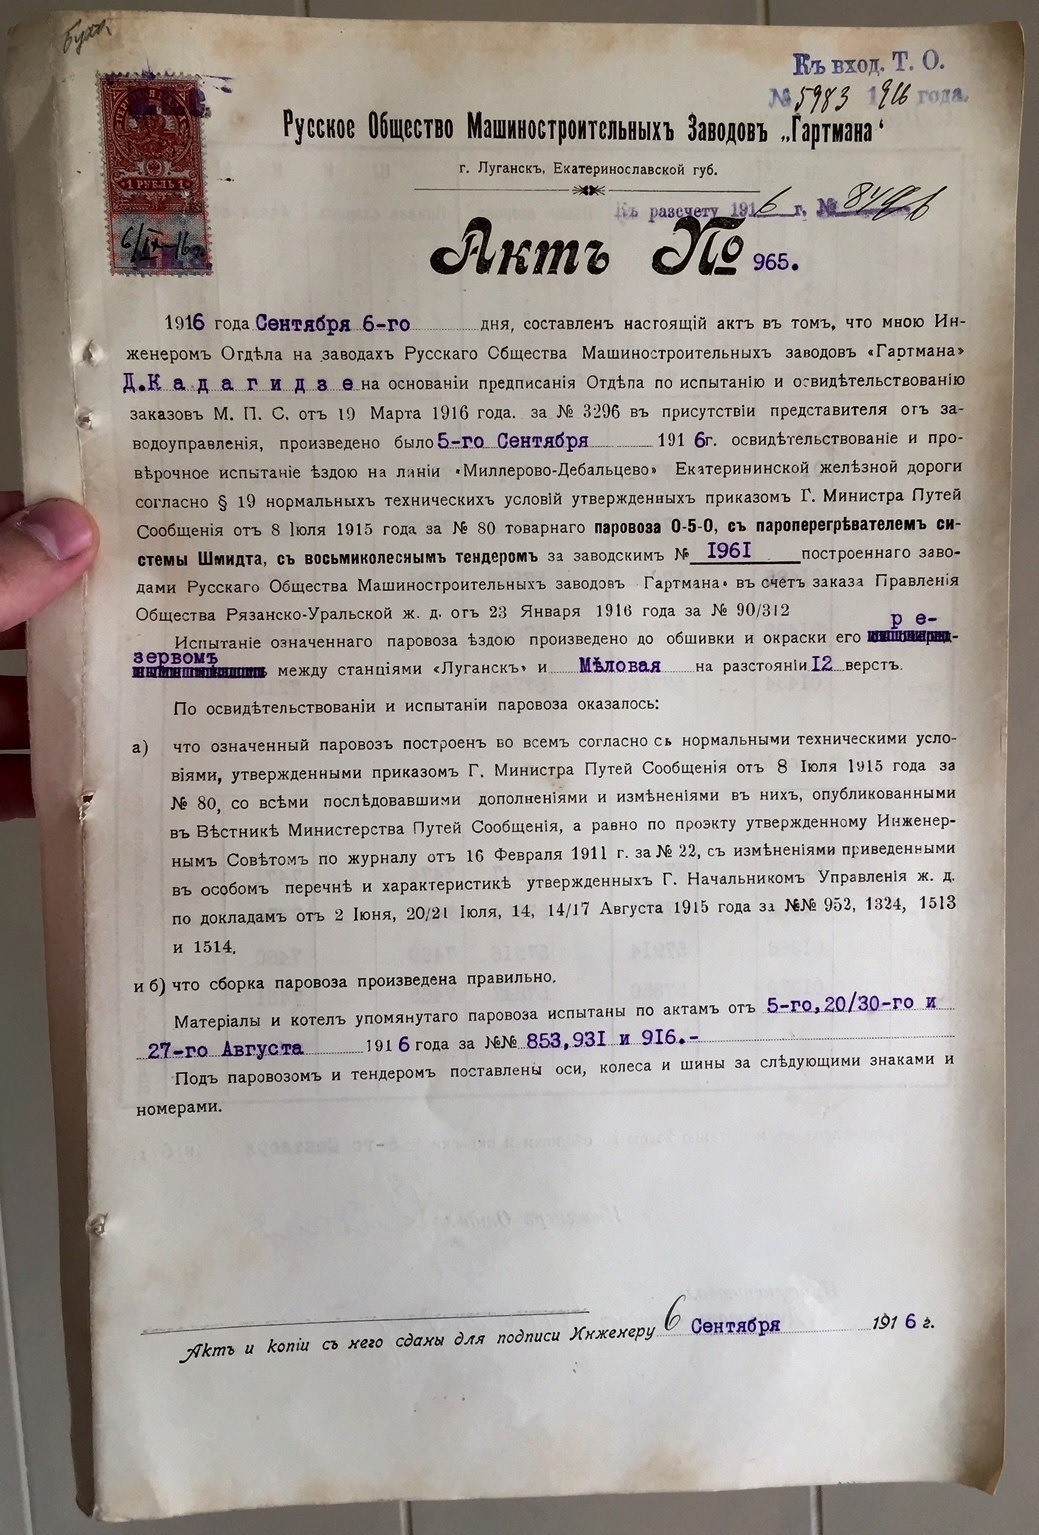 Къ вход. Т. О.
№ 5983 1916 года.
1 РУБЛЬ 1
6/IX-16г.
Русское Общество Машиностроительныхъ Заводовъ „Гартмана“
г. Луганскъ, Екатеринославской губ.
Къ разсчету 1916 г. №
Актъ № 965.
1916 года Сентября 6-го дня, составленъ настоящій актъ въ томъ, что мною Ин-
женеромъ Отдѣла на заводахъ Русскаго Общества Машиностроительныхъ заводовъ «Гартмана»
Д.Кадагидзе на основаніи предписанія Отдѣла по испытанію и освидѣтельствованію
заказовъ М. П. С. отъ 19 Марта 1916 года. за № 3296 въ присутствіи представителя отъ за-
водоуправленія, произведено было 5-го Сентября 1916г. освидѣтельствованіе и про-
вѣрочное испытаніе ѣздою на линіи «Миллерово-Дебальцево» Екатерининской желѣзной дороги
согласно § 19 нормальныхъ техническихъ условій утвержденныхъ приказомъ Г. Министра Путей
Сообщенія отъ 8 Іюля 1915 года за № 80 товарнаго паровоза 0-5-0, съ пароперегрѣвателемъ си-
стемы Шмидта, съ восьмиколеснымъ тендеромъ за заводскимъ № I96I построеннаго заво-
дами Русскаго Общества Машиностроительныхъ заводовъ Гартмана» въ счетъ заказа Правленія
Общества Рязанско-Уральской ж. д. отъ 23 Января 1916 года за № 90/312
Испытаніе означеннаго паровоза ѣздою произведено до обшивки и окраски его ре-
зервомъ между станціями «Луганскъ» и Мѣловая на разстояніи I2 верстъ.
По освидѣтельствованіи и испытаніи паровоза оказалось:
а) что означенный паровозъ построенъ во всемъ согласно съ нормальными техническими усло-
віями, утвержденными приказомъ Г. Министра Путей Сообщенія отъ 8 Іюля 1915 года за
№ 80, со всѣми послѣдовавшими дополненіями и измѣненіями въ нихъ, опубликованными
въ Вѣстникѣ Министерства Путей Сообщенія, а равно по проэкту утвержденному Инженер-
нымъ Совѣтомъ по журналу отъ 16 Февраля 1911 г. за № 22, съ измѣненіями приведенными
въ особомъ перечнѣ и характеристикѣ утвержденныхъ Г. Начальникомъ Управленія ж. д.
по докладамъ отъ 2 Іюня, 20/21 Іюля, 14, 14/17 Августа 1915 года за №№ 952, 1324, 1513
и 1514.
и б) что сборка паровоза произведена правильно.
Матеріалы и котелъ упомянутаго паровоза испытаны по актамъ отъ 5-го,20/30-го и
27-го Августа 1916 года за №№ 853,93I и 916.-
Подъ паровозомъ и тендеромъ поставлены оси, колеса и шины за слѣдующими знаками и
номерами.
Актъ и копіи съ него сданы для подписи Инженеру 6 Сентября 1916 г.